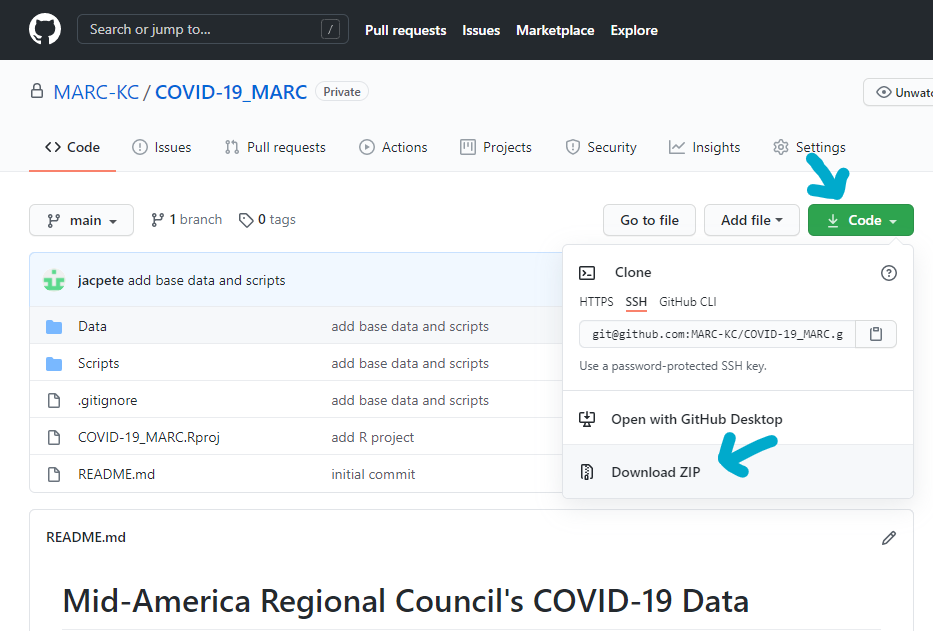 Search or jump to... /
Pull requests Issues Marketplace Explore
MARC-KC / COVID-19_MARC Private
Unwatc
Code Issues Pull requests Actions Projects Security Insights Settings
main 1 branch 0 tags
Go to file Add file Code
jacpete add base data and scripts
Data add base data and scripts
Scripts add base data and scripts
.gitignore add base data and scripts
COVID-19_MARC.Rproj add R project
README.md initial commit
Clone ?
HTTPS SSH GitHub CLI
git@github.com:MARC-KC/COVID-19_MARC.g
Use a password-protected SSH key.
Open with GitHub Desktop
Download ZIP
README.md
Mid-America Regional Council's COVID-19 Data